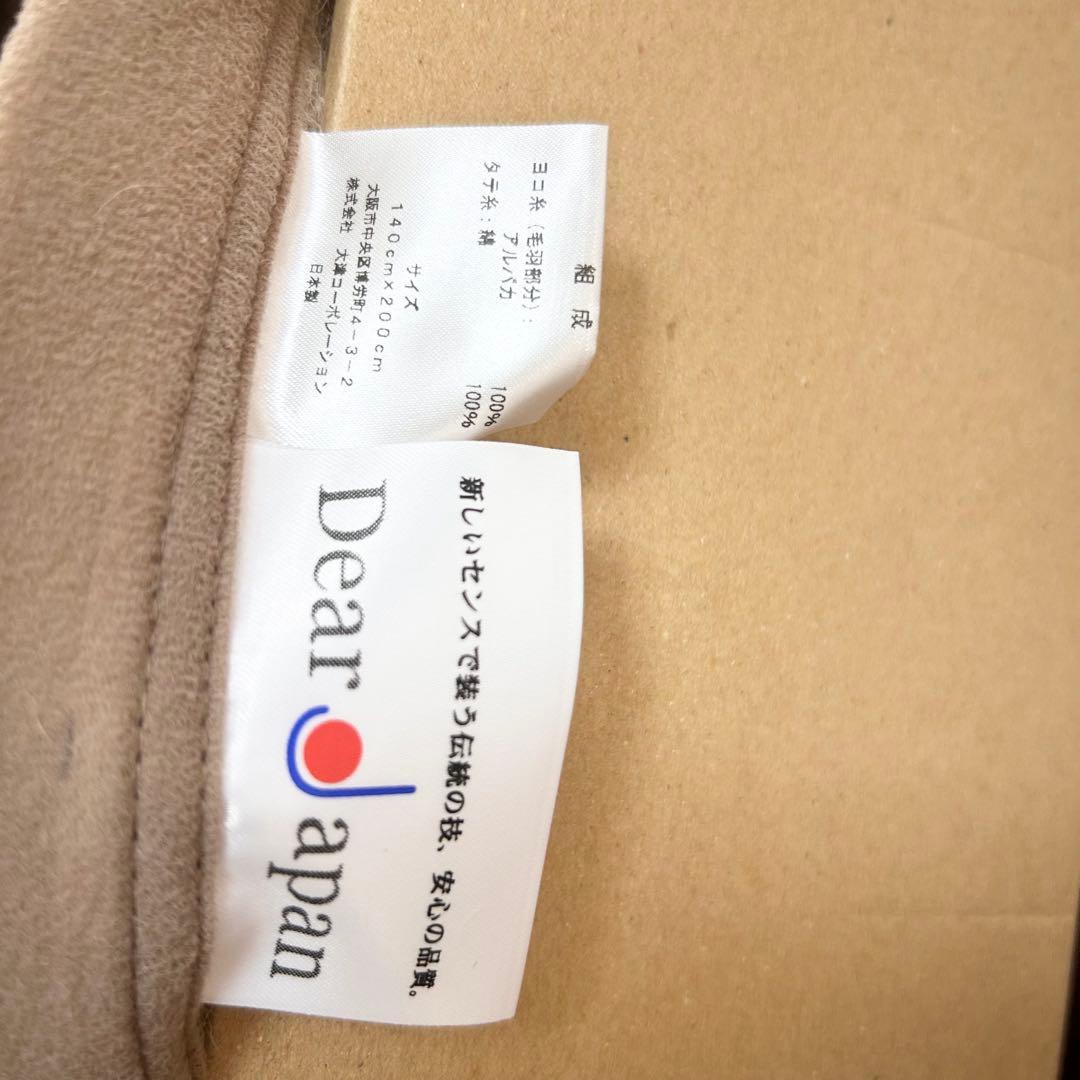 組成
ヨコ糸(毛羽部分):
アルパカ 100%
タテ糸:綿 100%
サイズ
140cm×200cm
大阪市中央区博労町4-3-2
株式会社 大津コーポレーション
日本製
新しいセンスで装う伝統の技、安心の品質。
Dear Japan